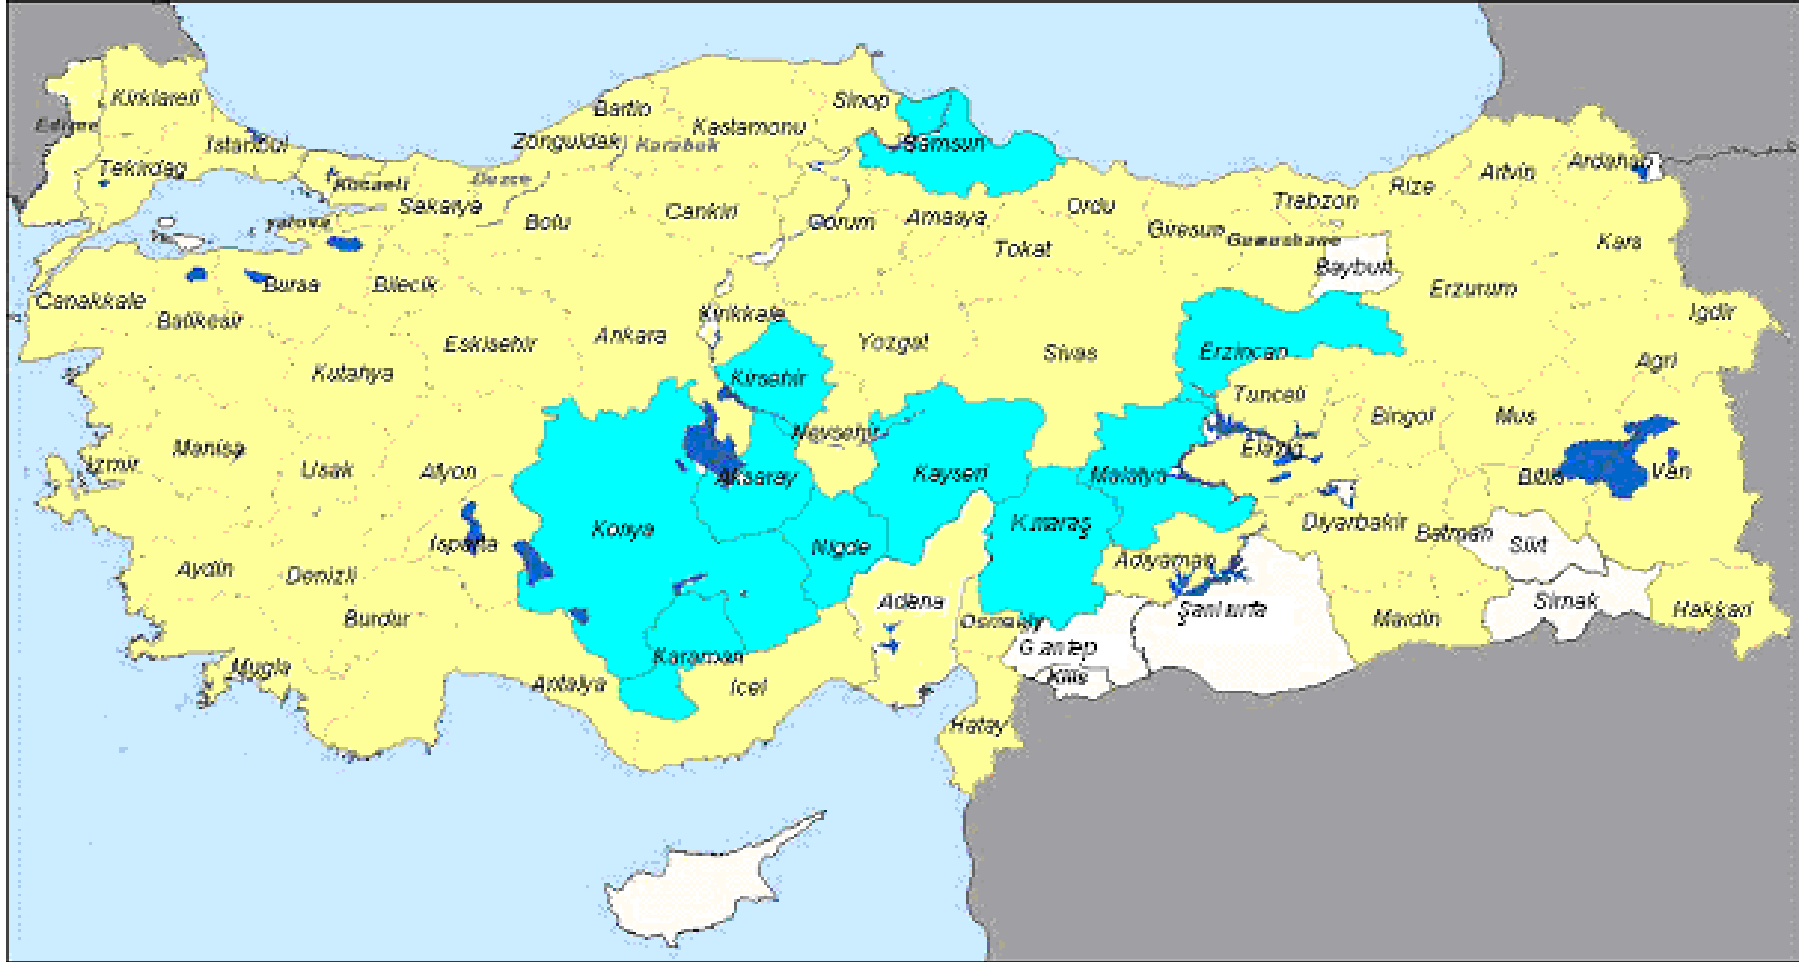 Kirklareli
Edirne
Tekirdag
Istanbul
Kocaeli
Yalova
Sakarya
Duzce
Bolu
Zonguldak
Bartin
Karabuk
Kastamonu
Sinop
Samsun
Cankiri
Corum
Amasya
Tokat
Ordu
Giresun
Gumushane
Trabzon
Rize
Artvin
Ardahan
Kars
Bayburt
Erzurum
Igdir
Agri
Canakkale
Balikesir
Bursa
Bilecik
Kutahya
Eskisehir
Ankara
Kirikkale
Kirsehir
Yozgat
Sivas
Erzincan
Tunceli
Bingol
Mus
Bitlis
Van
Elazig
Malatya
Kayseri
Nevsehir
Aksaray
Nigde
Konya
Afyon
Usak
Manisa
Izmir
Aydin
Denizli
Isparta
Burdur
Mugla
Antalya
Karaman
Icel
Adana
Osmaniy
K.maraş
Adiyaman
Diyarbakir
Batman
Siirt
Sirnak
Hakkari
Mardin
Şanlıurfa
G.antep
Kilis
Hatay